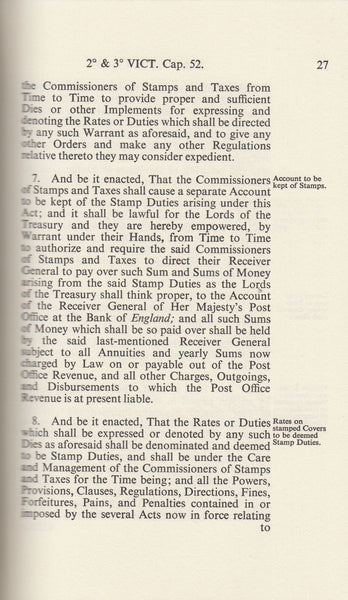 2° & 3° VICT. Cap. 52. 27
the Commissioners of Stamps and Taxes from
Time to Time to provide proper and sufficient
Dies or other Implements for expressing and
denoting the Rates or Duties which shall be directed
by any such Warrant as aforesaid, and to give any
other Orders and make any other Regulations
relative thereto they may consider expedient.
7. And be it enacted, That the Commissioners
Account to be
kept of Stamps.
of Stamps and Taxes shall cause a separate Account
to be kept of the Stamp Duties arising under this
Act; and it shall be lawful for the Lords of the
Treasury and they are hereby empowered, by
Warrant under their Hands, from Time to Time
to authorize and require the said Commissioners
of Stamps and Taxes to direct their Receiver
General to pay over such Sum and Sums of Money
arising from the said Stamp Duties as the Lords
of the Treasury shall think proper, to the Account
of the Receiver General of Her Majesty's Post
Office at the Bank of England; and all such Sums
of Money which shall be so paid over shall be held
by the said last-mentioned Receiver General
subject to all Annuities and yearly Sums now
charged by Law on or payable out of the Post
Office Revenue, and all other Charges, Outgoings,
and Disbursements to which the Post Office
Revenue is at present liable.
8. And be it enacted, That the Rates or Duties
Rates on
stamped Covers
to be deemed
Stamp Duties.
which shall be expressed or denoted by any such
Dies as aforesaid shall be denominated and deemed
to be Stamp Duties, and shall be under the Care
and Management of the Commissioners of Stamps
and Taxes for the Time being; and all the Powers,
Provisions, Clauses, Regulations, Directions, Fines,
Forfeitures, Pains, and Penalties contained in or
imposed by the several Acts now in force relating
to